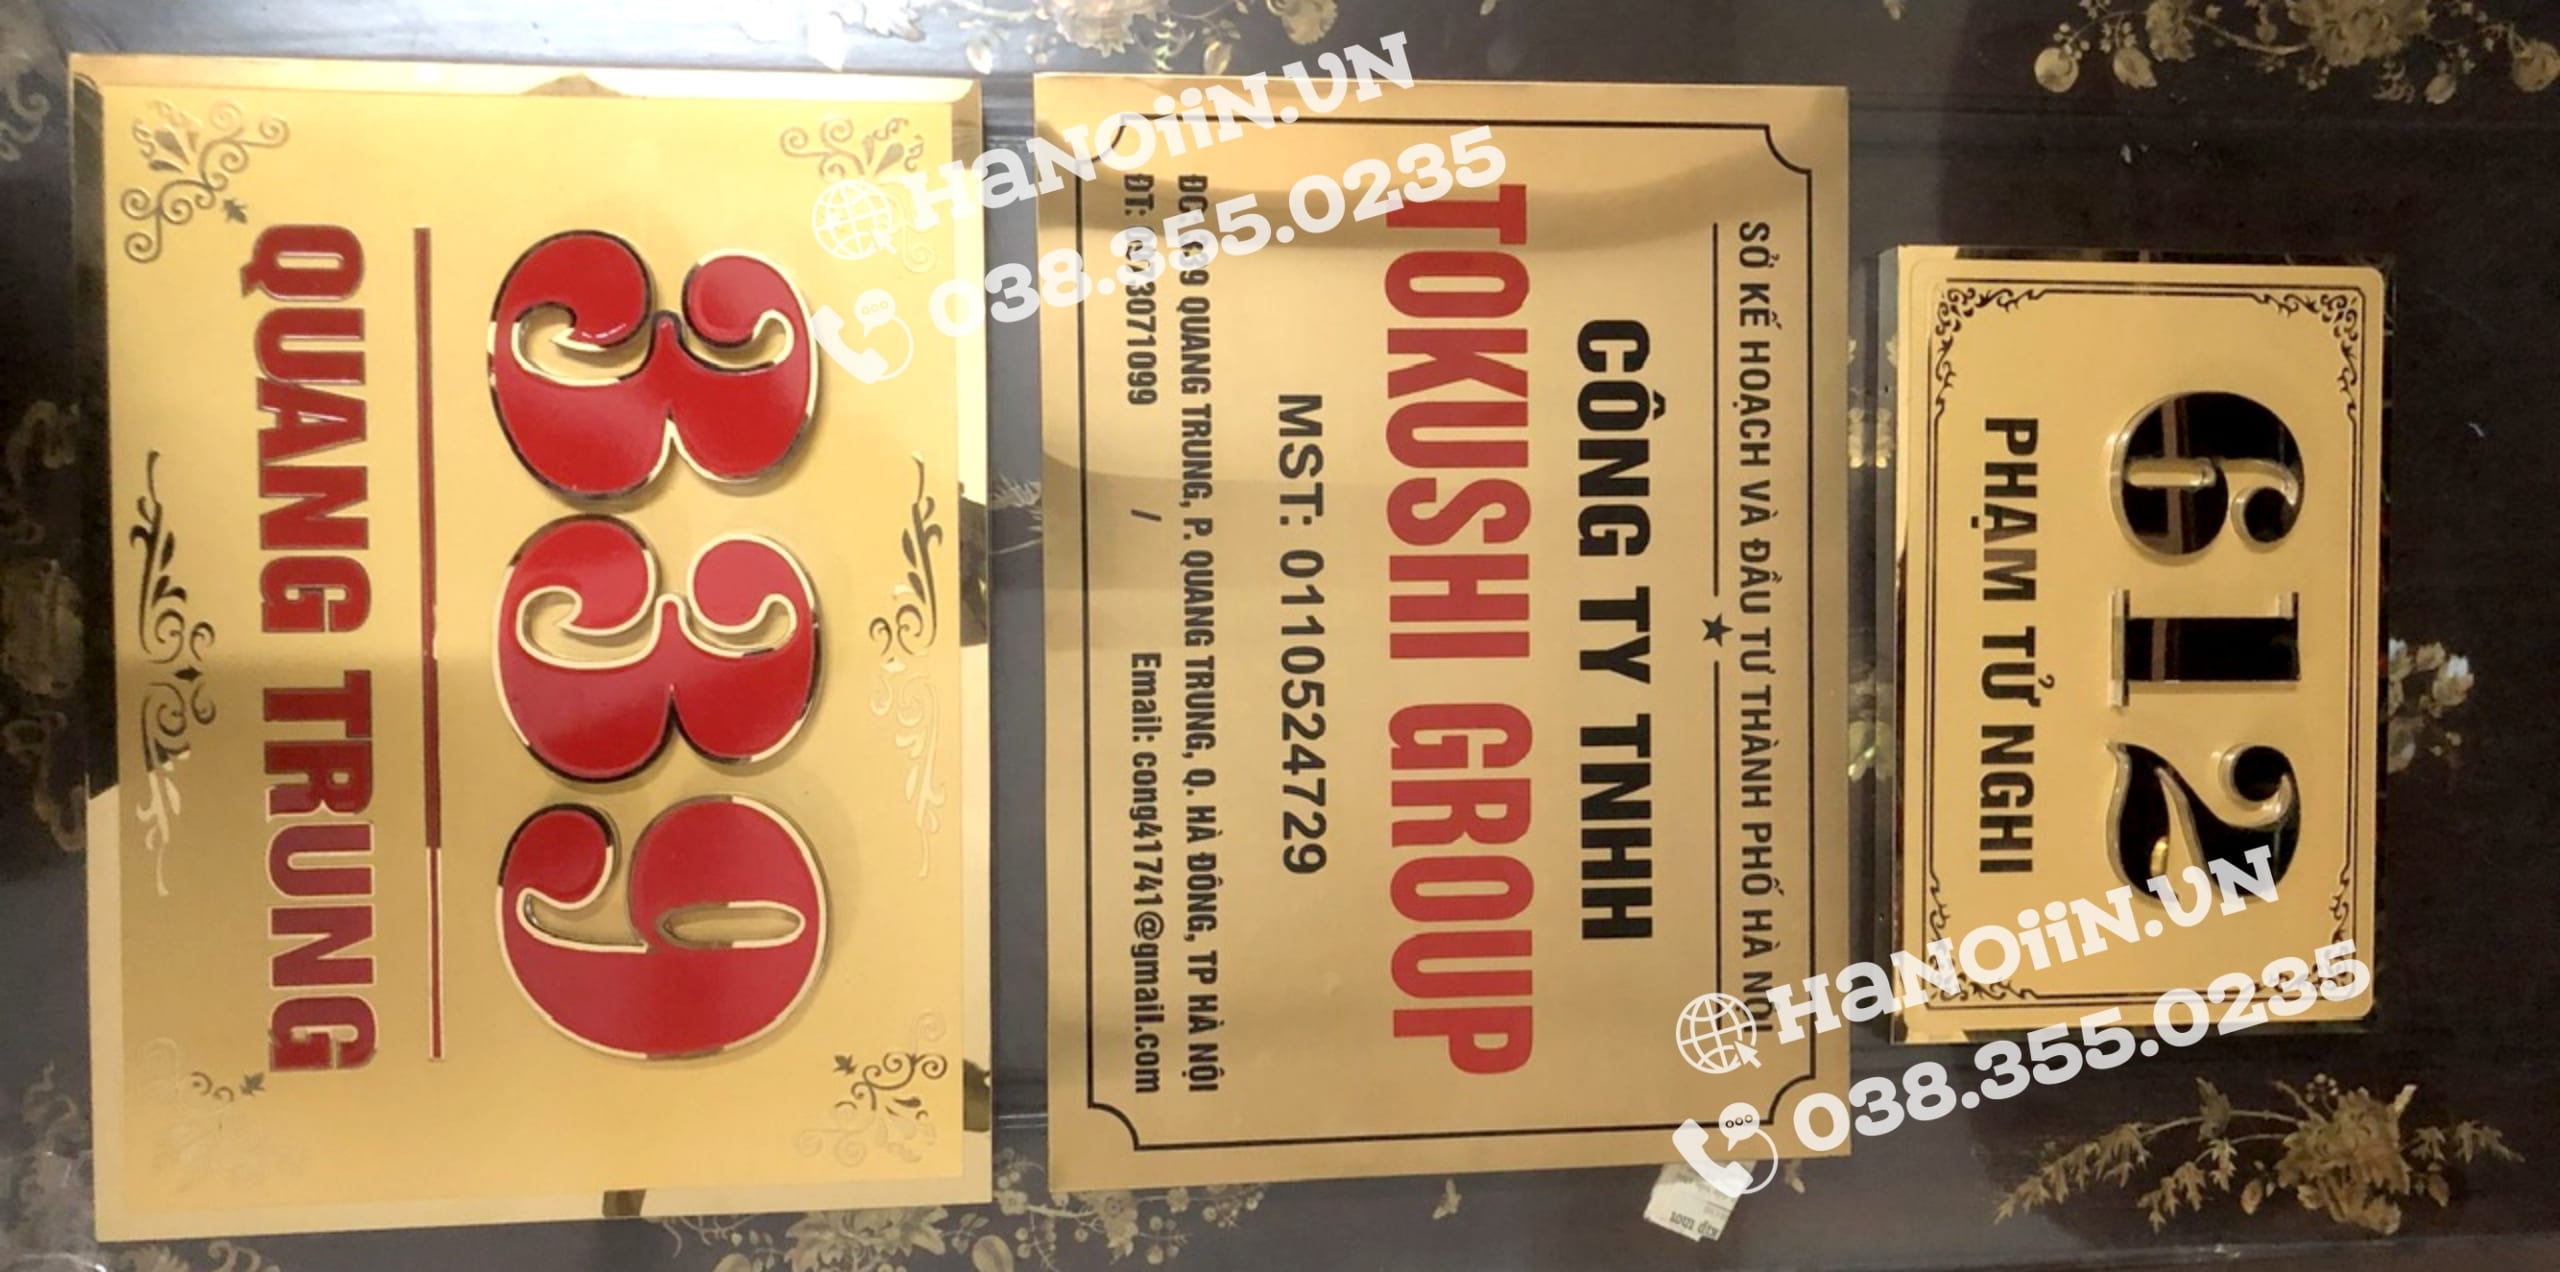 339
QUANG TRUNG
SỞ KẾ HOẠCH VÀ ĐẦU TƯ THÀNH PHỐ HÀ NỘI
CÔNG TY TNHH
TOKUSHI GROUP
MST: 0110524729
QUANG TRUNG, P. QUANG TRUNG, Q. HÀ ĐÔNG, TP HÀ NỘI
ĐT: / Email: cong41741@gmail.com
612
PHẠM TỬ NGHI
HaNOiiN.VN
038.355.0235
HaNOiiN.VN
038.355.0235